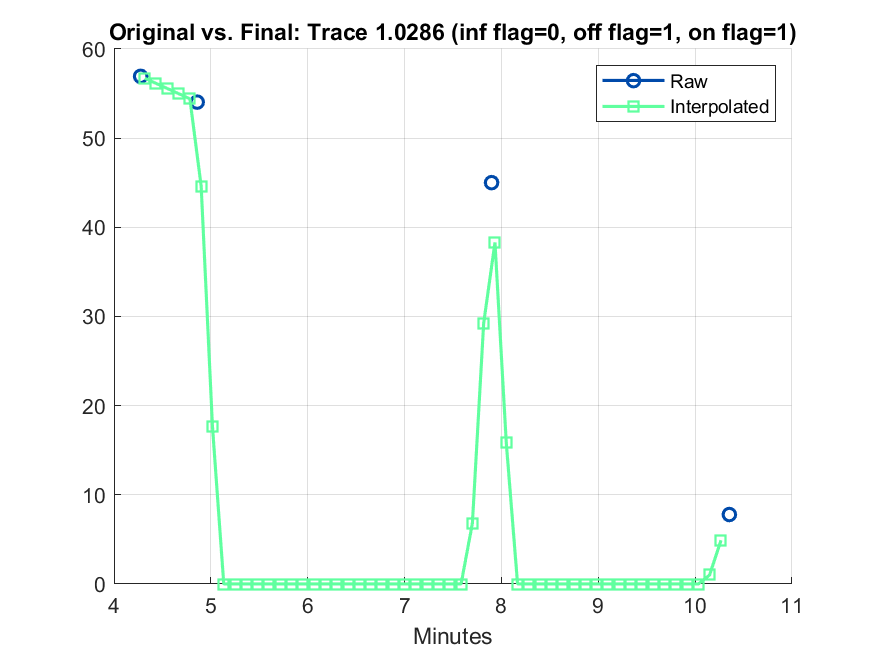 Original vs. Final: Trace 1.0286 (inf flag=0, off flag=1, on flag=1)
60
50
40
30
20
10
0
Raw
Interpolated
4 5 6 7 8 9 10 11
Minutes